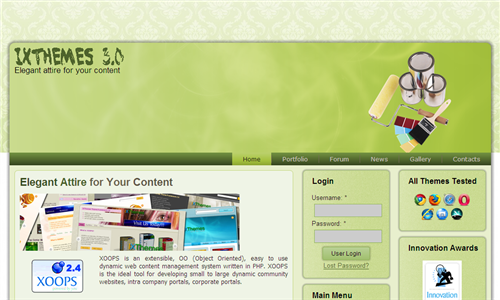 IXTHEMES 3.0
Elegant attire for your content
Home Portfolio Forum News Gallery Contacts
Elegant Attire for Your Content
XOOPS 2.4
XOOPS is an extensible, OO (Object Oriented), easy to
use dynamic web content management system written in PHP. XOOPS
is the ideal tool for developing small to large dynamic community
websites, intra company portals, corporate portals.
Login
Username: *
Password: *
User Login
Lost Password?
Main Menu
All Themes Tested
Innovation Awards
Innovation